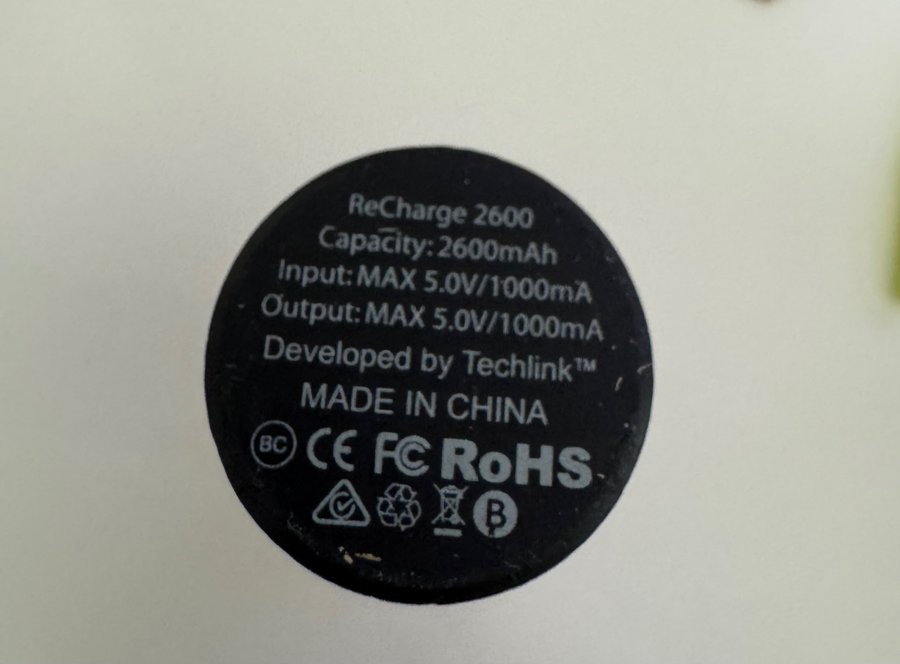 ReCharge 2600
Capacity: 2600mAh
Input: MAX 5.0V/1000mA
Output: MAX 5.0V/1000mA
Developed by Techlink™
MADE IN CHINA
BC CE FC RoHS
B